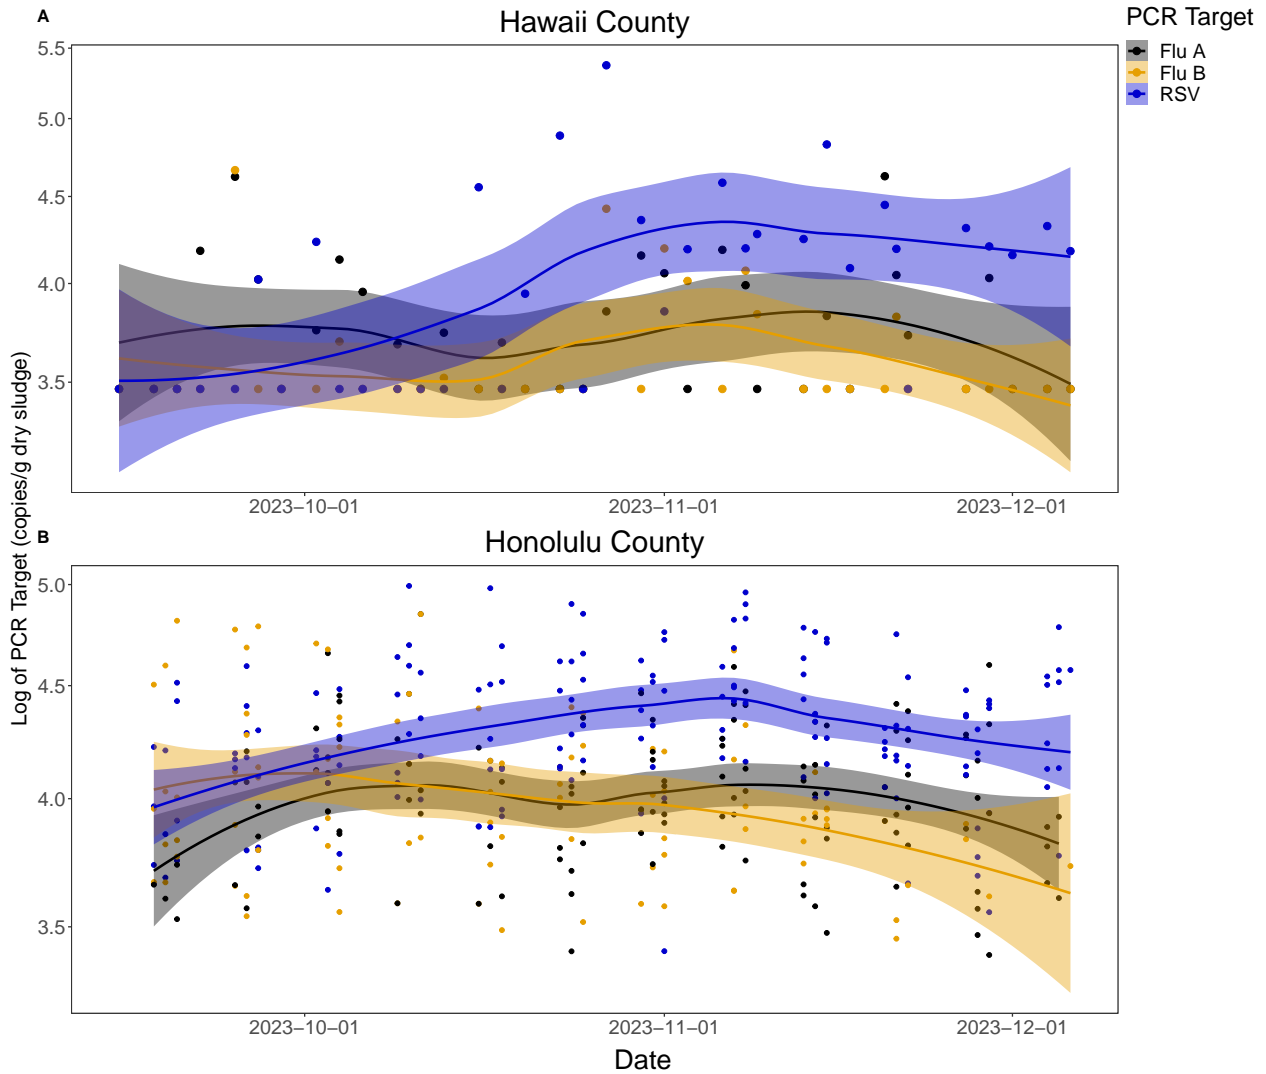 A
Hawaii County
PCR Target
Flu A
Flu B
RSV
5.5
5.0
4.5
4.0
3.5
2023−10−01
2023−11−01
2023−12−01
Log of PCR Target (copies/g dry sludge)
B
Honolulu County
5.0
4.5
4.0
3.5
2023−10−01
2023−11−01
2023−12−01
Date